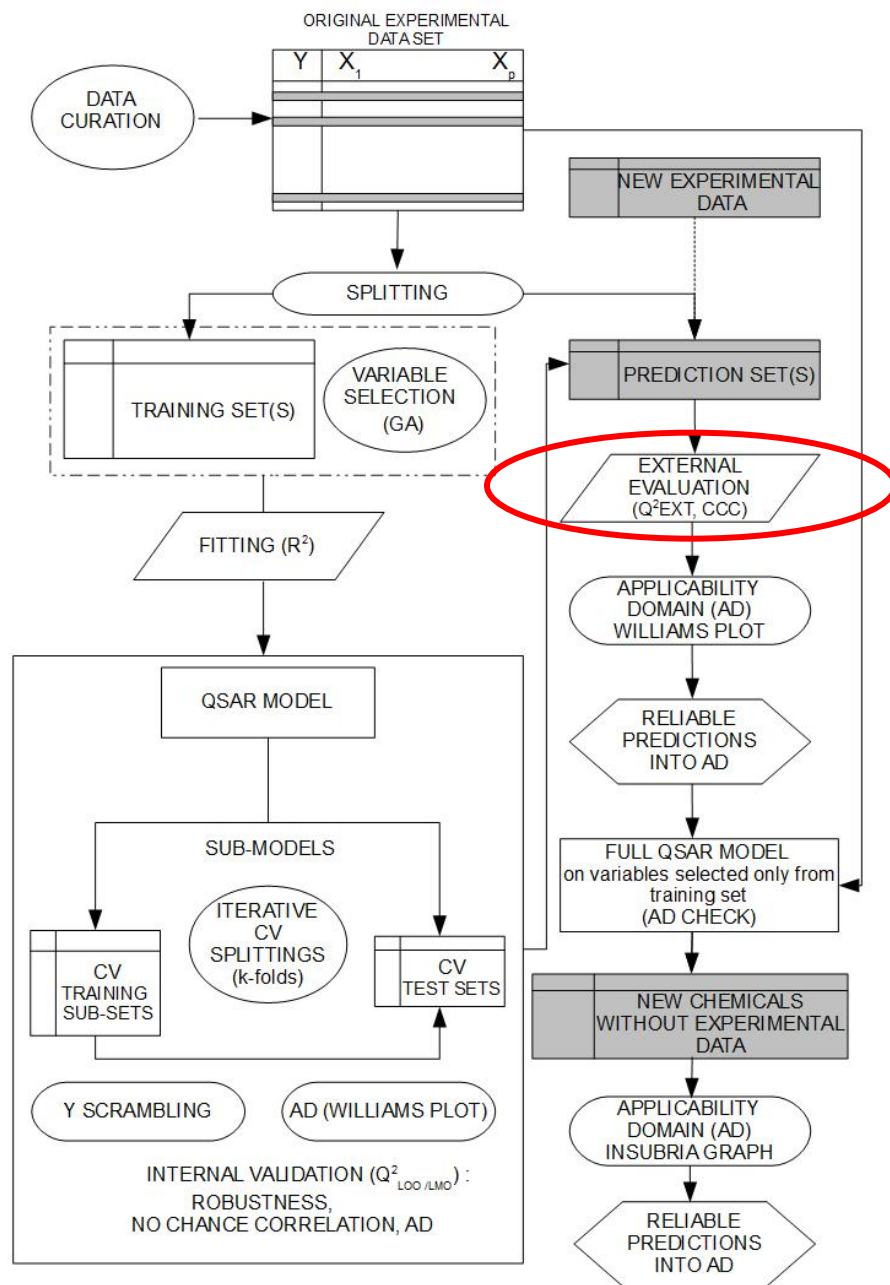 ORIGINAL EXPERIMENTAL
DATA SET
Y X1 Xp
DATA
CURATION
NEW EXPERIMENTAL
DATA
SPLITTING
TRAINING SET(S)
VARIABLE
SELECTION
(GA)
PREDICTION SET(S)
EXTERNAL
EVALUATION
(Q²EXT, CCC)
FITTING (R²)
APPLICABILITY
DOMAIN (AD)
WILLIAMS PLOT
QSAR MODEL
RELIABLE
PREDICTIONS
INTO AD
SUB-MODELS
FULL QSAR MODEL
on variables selected only from
training set
(AD CHECK)
ITERATIVE
CV
SPLITTINGS
(k-folds)
CV
TRAINING
SUB-SETS
CV
TEST SETS
NEW CHEMICALS
WITHOUT EXPERIMENTAL
DATA
Y SCRAMBLING
AD (WILLIAMS PLOT)
APPLICABILITY
DOMAIN (AD)
INSUBRIA GRAPH
INTERNAL VALIDATION (Q²LOO /LMO) :
ROBUSTNESS,
NO CHANCE CORRELATION, AD
RELIABLE
PREDICTIONS
INTO AD